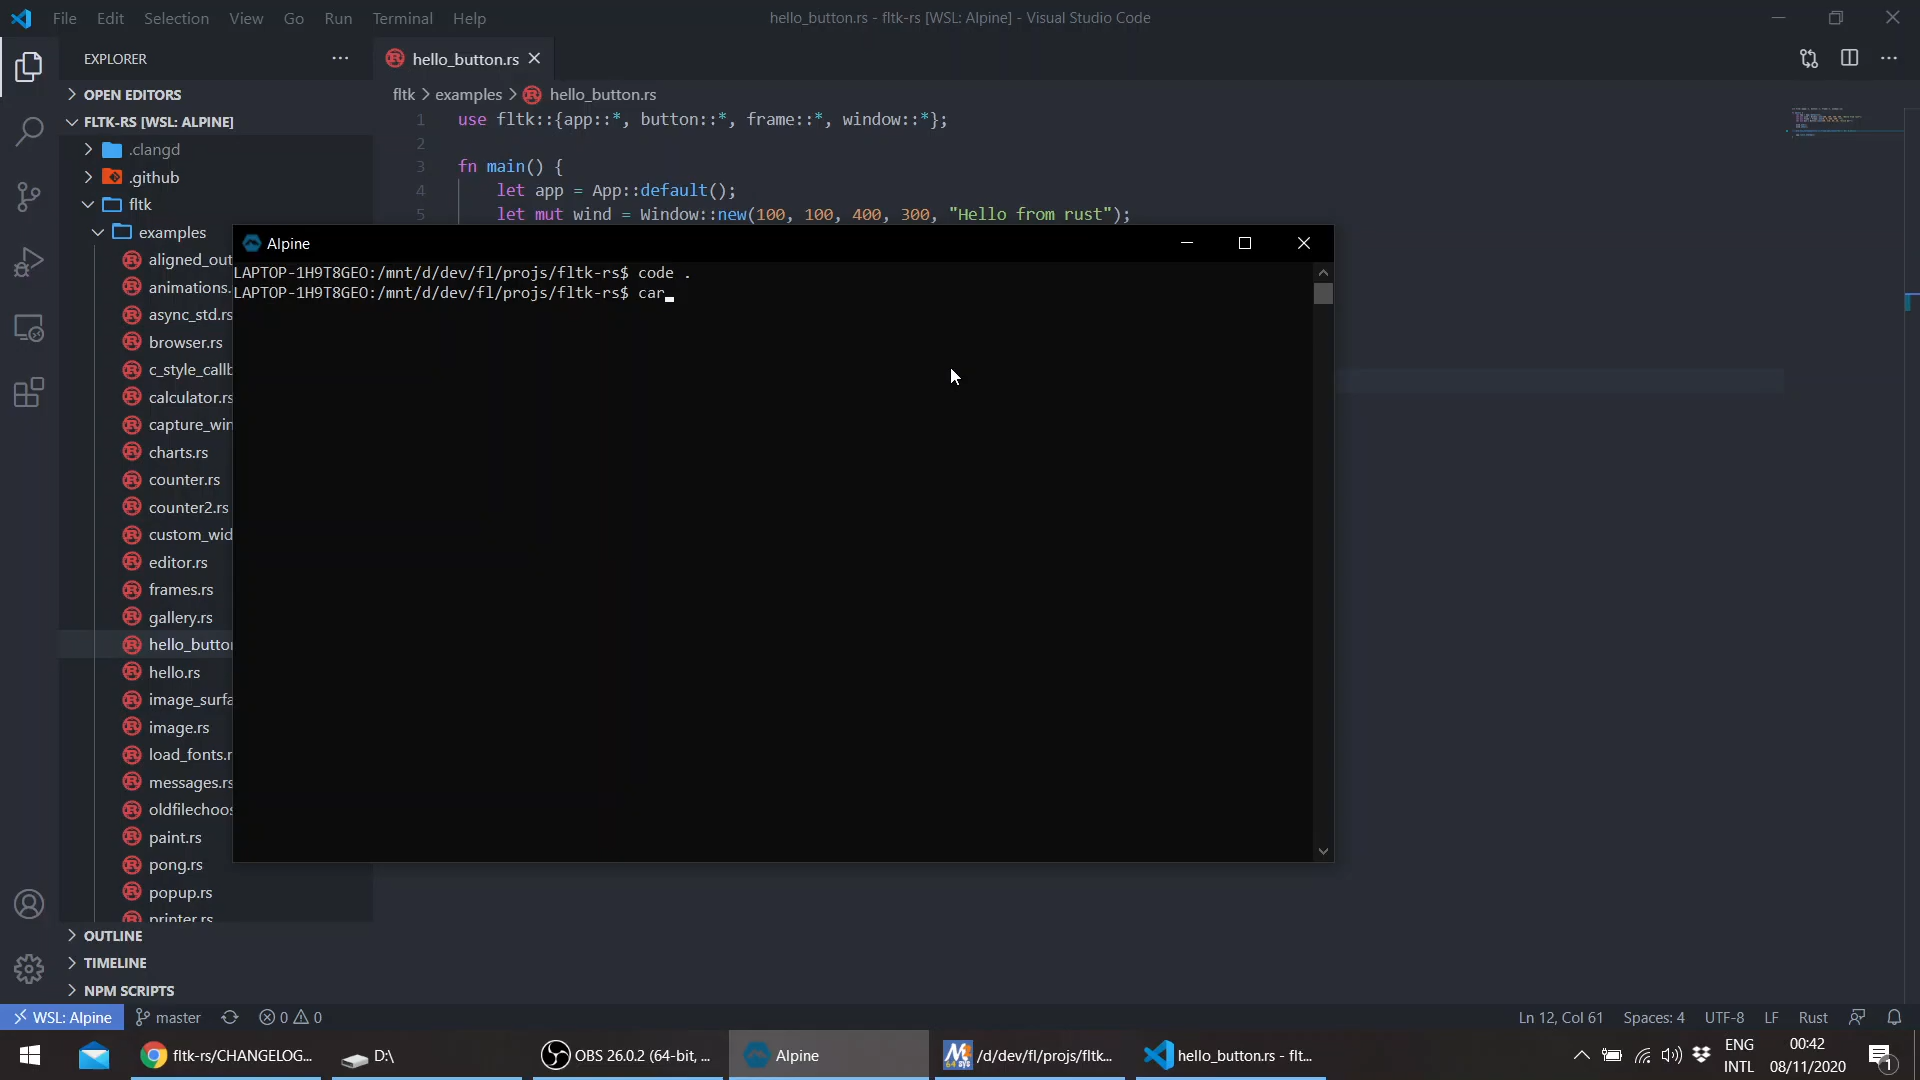 File Edit Selection View Go Run Terminal Help
hello_button.rs - fltk-rs [WSL: Alpine] - Visual Studio Code
EXPLORER
hello_button.rs
OPEN EDITORS
fltk > examples > hello_button.rs
FLTK-RS [WSL: ALPINE]
.clangd
.github
fltk
examples
aligned_out
animations.
async_std.rs
browser.rs
c_style_callb
calculator.rs
capture_win
charts.rs
counter.rs
counter2.rs
custom_wid
editor.rs
frames.rs
gallery.rs
hello_button
hello.rs
image_surfa
image.rs
load_fonts.r
messages.rs
oldfilechoos
paint.rs
pong.rs
popup.rs
printer.rs
OUTLINE
TIMELINE
NPM SCRIPTS
1 use fltk::{app::*, button::*, frame::*, window::*};
2
3 fn main() {
4 let app = App::default();
5 let mut wind = Window::new(100, 100, 400, 300, "Hello from rust");
Alpine
LAPTOP-1H9T8GEO:/mnt/d/dev/fl/projs/fltk-rs$ code .
LAPTOP-1H9T8GEO:/mnt/d/dev/fl/projs/fltk-rs$ car
WSL: Alpine master 0 0
Ln 12, Col 61 Spaces: 4 UTF-8 LF Rust
fltk-rs/CHANGELOG... D:\ OBS 26.0.2 (64-bit, ... Alpine /d/dev/fl/projs/fltk... hello_button.rs - flt...
ENG
INTL
00:42
08/11/2020
1